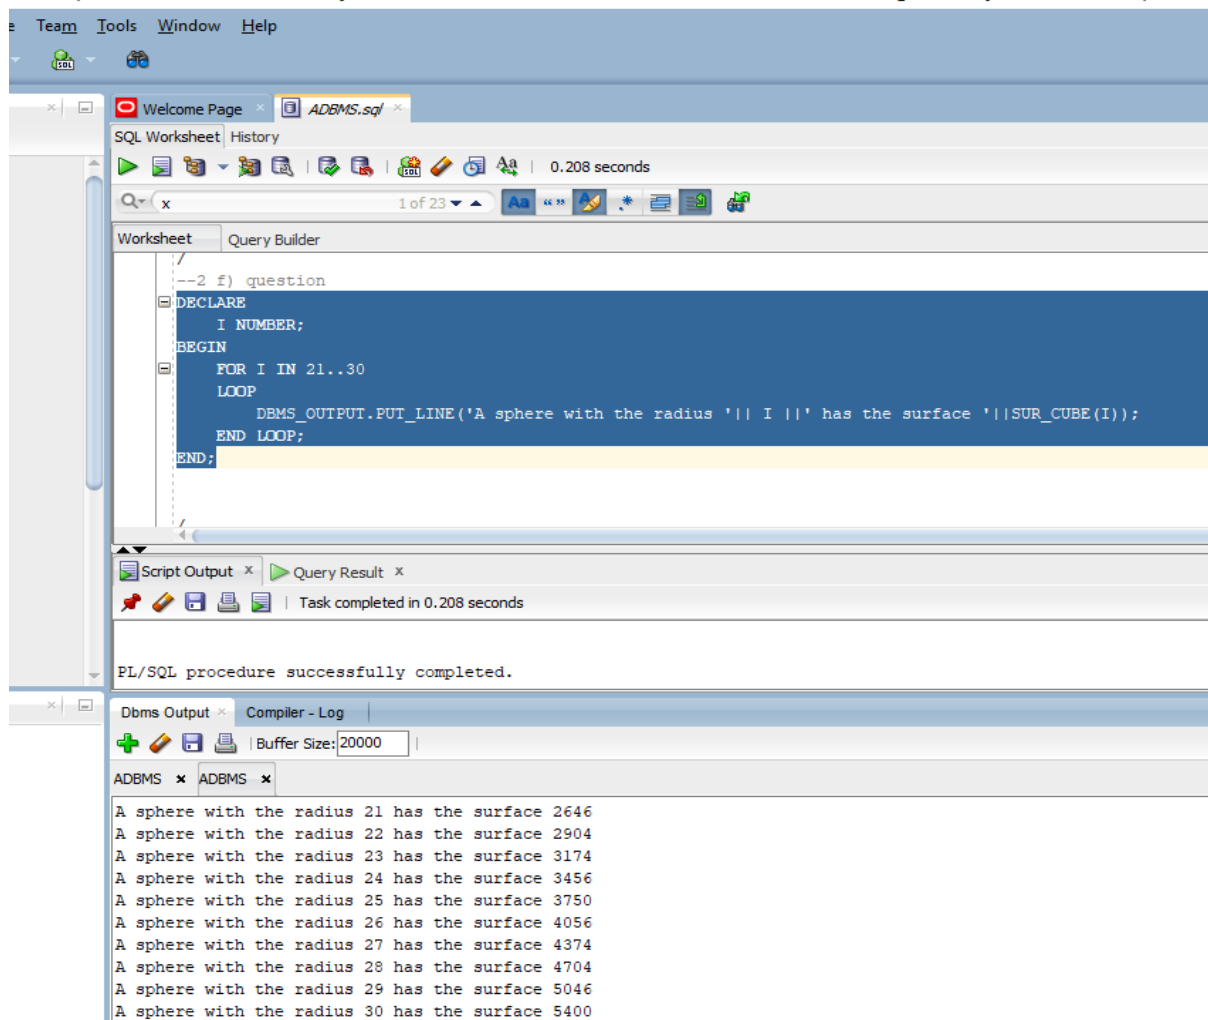 Team Tools Window Help
Welcome Page ADBMS.sql
SQL Worksheet History
0.208 seconds
x 1 of 23 Aa “” .*
Worksheet Query Builder
/
--2 f) question
DECLARE
I NUMBER;
BEGIN
FOR I IN 21..30
LOOP
DBMS_OUTPUT.PUT_LINE('A sphere with the radius '|| I ||' has the surface '||SUR_CUBE(I));
END LOOP;
END;
/
Script Output x Query Result x
Task completed in 0.208 seconds
PL/SQL procedure successfully completed.
Dbms Output Compiler - Log
Buffer Size: 20000
ADBMS x ADBMS x
A sphere with the radius 21 has the surface 2646
A sphere with the radius 22 has the surface 2904
A sphere with the radius 23 has the surface 3174
A sphere with the radius 24 has the surface 3456
A sphere with the radius 25 has the surface 3750
A sphere with the radius 26 has the surface 4056
A sphere with the radius 27 has the surface 4374
A sphere with the radius 28 has the surface 4704
A sphere with the radius 29 has the surface 5046
A sphere with the radius 30 has the surface 5400